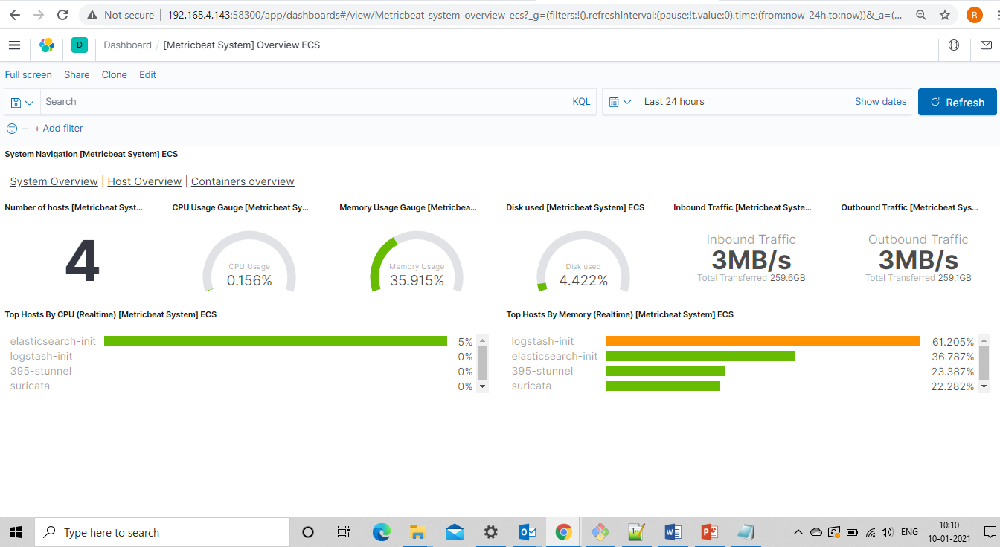 Not secure | 192.168.4.143:58300/app/dashboards#/view/Metricbeat-system-overview-ecs?_g=(filters:!(),refreshInterval:(pause:!t,value:0),time:(from:now-24h,to:now))&_a=(... R
D Dashboard / [Metricbeat System] Overview ECS
Full screen Share Clone Edit
Search KQL Last 24 hours Show dates Refresh
+ Add filter
System Navigation [Metricbeat System] ECS
System Overview | Host Overview | Containers overview
Number of hosts [Metricbeat Syst... CPU Usage Gauge [Metricbeat Sy... Memory Usage Gauge [Metricbea... Disk used [Metricbeat System] ECS Inbound Traffic [Metricbeat Syste... Outbound Traffic [Metricbeat Sys...
4
CPU Usage
0.156%
Memory Usage
35.915%
Disk used
4.422%
Inbound Traffic
3MB/s
Total Transferred 259.6GB
Outbound Traffic
3MB/s
Total Transferred 259.1GB
Top Hosts By CPU (Realtime) [Metricbeat System] ECS
elasticsearch-init 5%
logstash-init 0%
395-stunnel 0%
suricata 0%
Top Hosts By Memory (Realtime) [Metricbeat System] ECS
logstash-init 61.205%
elasticsearch-init 36.787%
395-stunnel 23.387%
suricata 22.282%
Type here to search ENG 10:10
10-01-2021